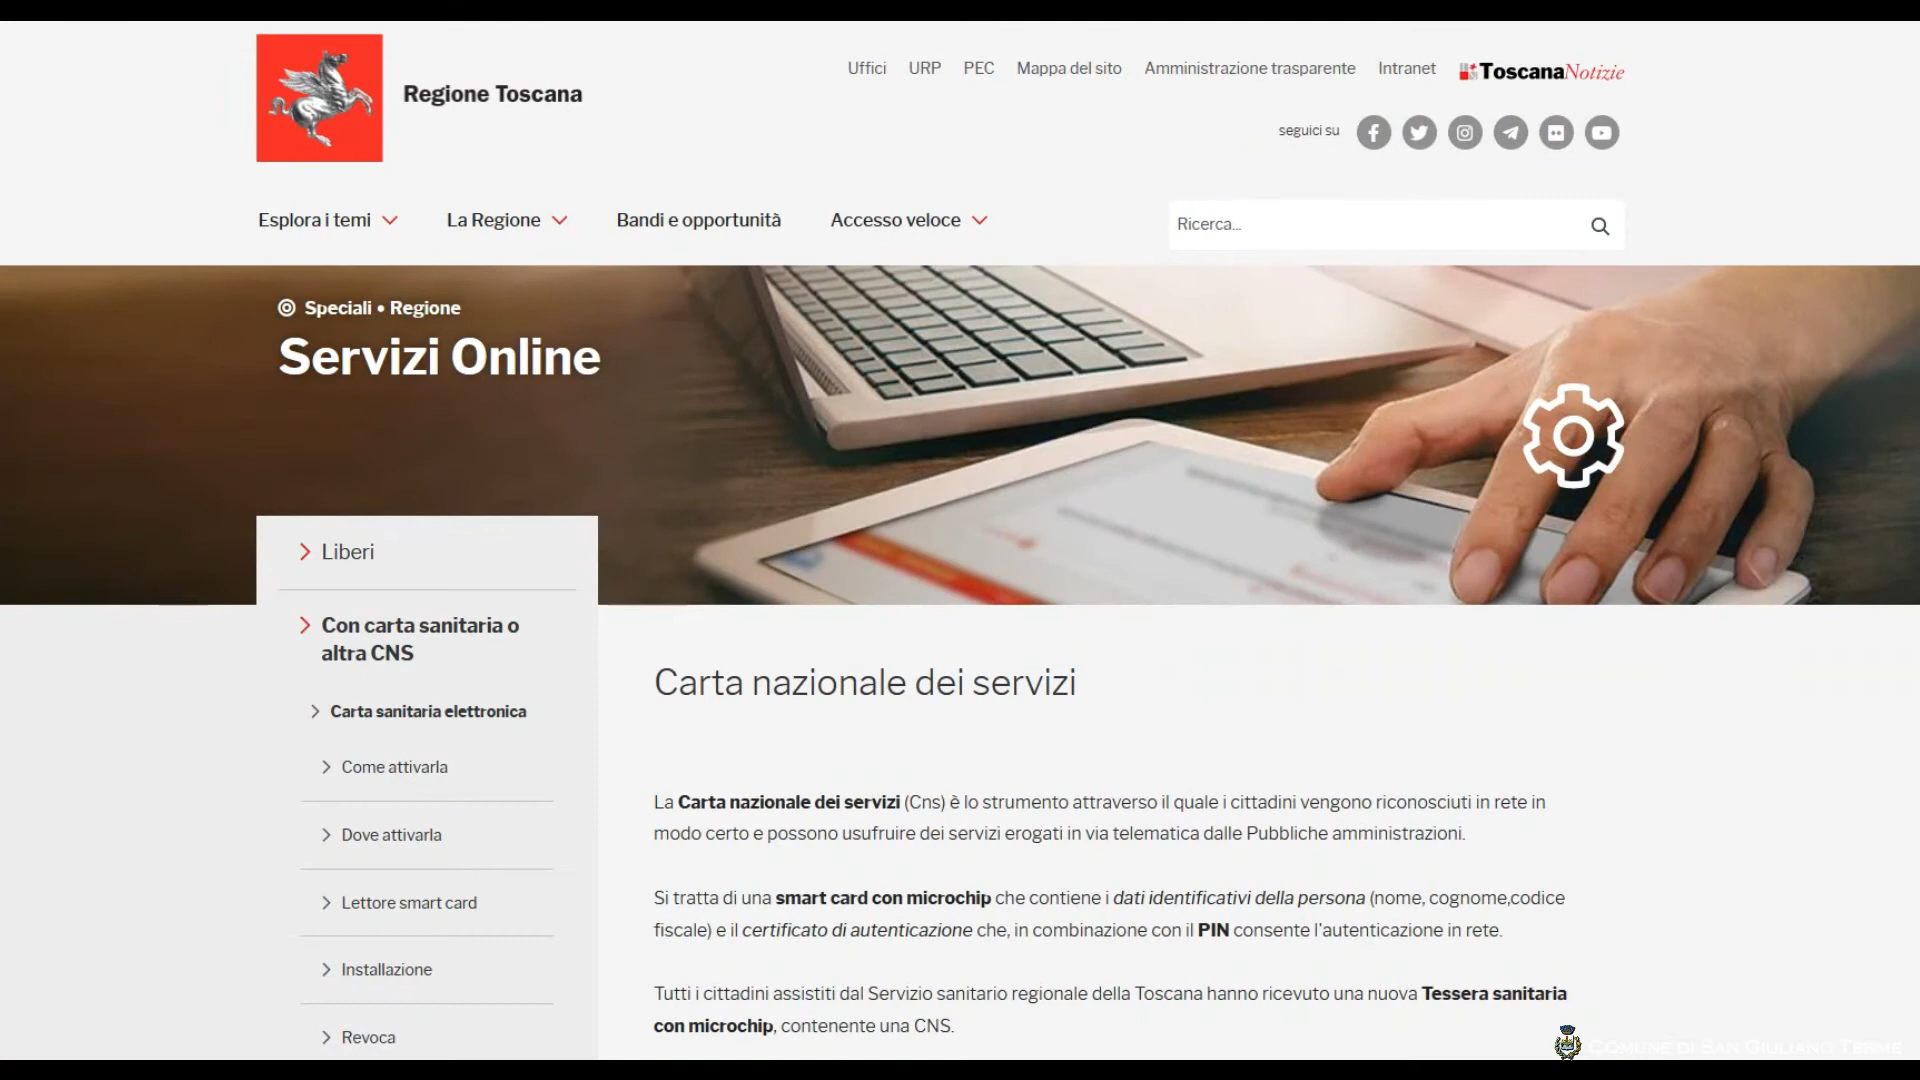 Regione Toscana
Uffici URP PEC Mappa del sito Amministrazione trasparente Intranet ToscanaNotizie
seguici su
Esplora i temi La Regione Bandi e opportunità Accesso veloce Ricerca...
Speciali • Regione
Servizi Online
Liberi
Con carta sanitaria o
altra CNS
Carta sanitaria elettronica
Come attivarla
Dove attivarla
Lettore smart card
Installazione
Revoca
Carta nazionale dei servizi
La Carta nazionale dei servizi (Cns) è lo strumento attraverso il quale i cittadini vengono riconosciuti in rete in
modo certo e possono usufruire dei servizi erogati in via telematica dalle Pubbliche amministrazioni.
Si tratta di una smart card con microchip che contiene i dati identificativi della persona (nome, cognome,codice
fiscale) e il certificato di autenticazione che, in combinazione con il PIN consente l'autenticazione in rete.
Tutti i cittadini assistiti dal Servizio sanitario regionale della Toscana hanno ricevuto una nuova Tessera sanitaria
con microchip, contenente una CNS.
Comune di San Giuliano Terme